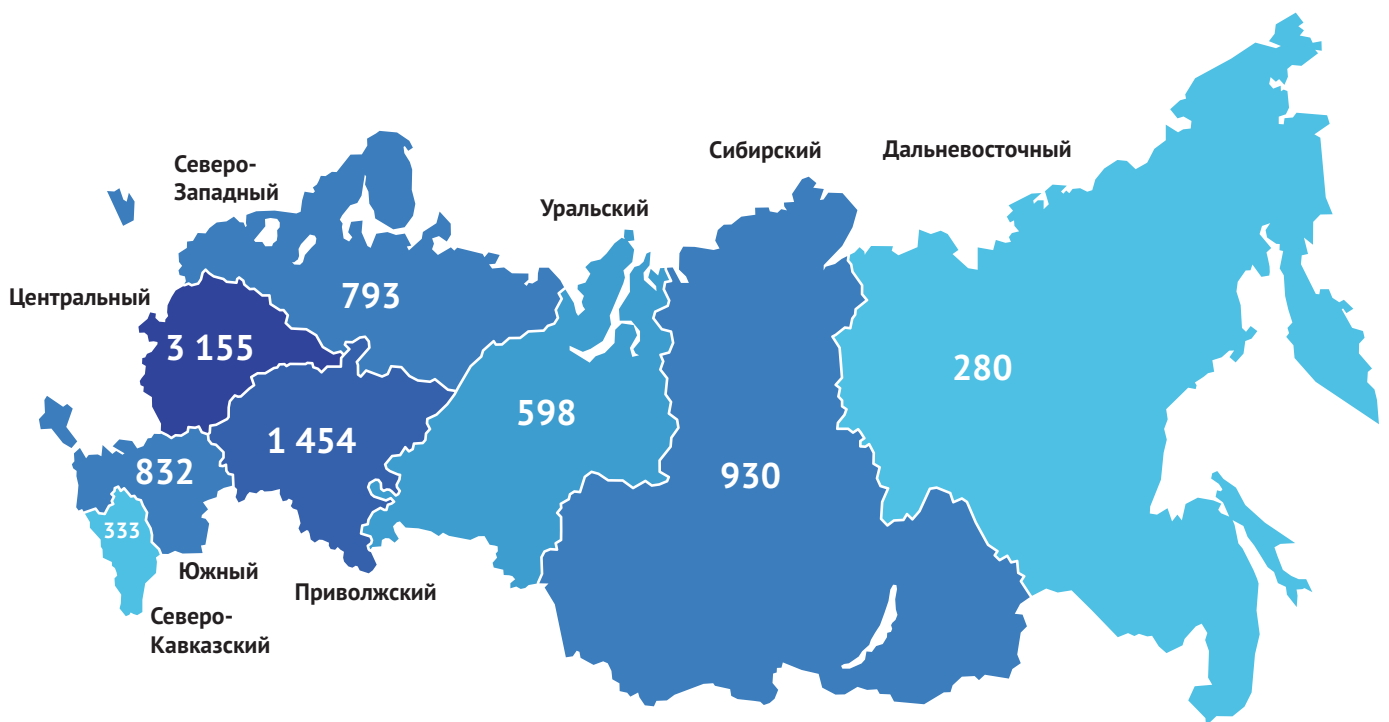 Сибирский
Дальневосточный
Северо-
Западный
Уральский
Центральный
793
3 155
280
598
1 454
832
930
333
Южный
Приволжский
Северо-
Кавказский